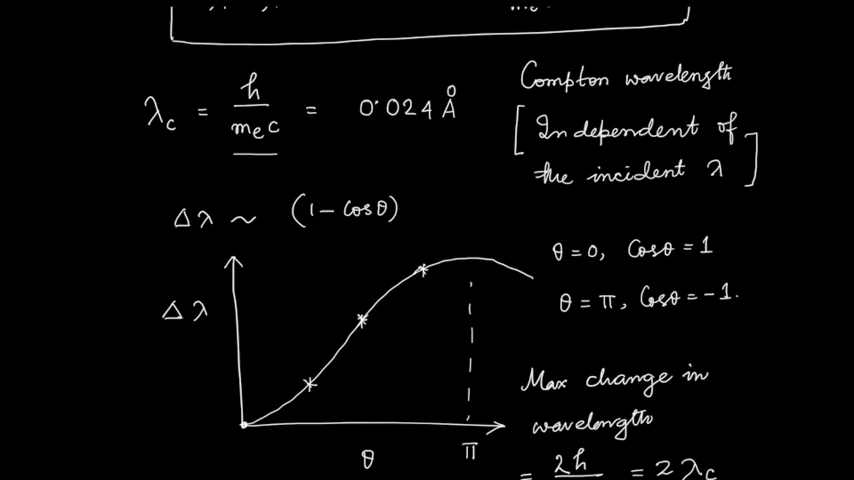 λc = h/mec = 0.024 Å
Compton wavelength
[Independent of
the incident λ]
Δλ ~ (1 - Cosθ)
θ = 0, Cosθ = 1
θ = π, Cosθ = -1.
Δλ
θ
π
Max change in
wavelength
= 2h = 2λc